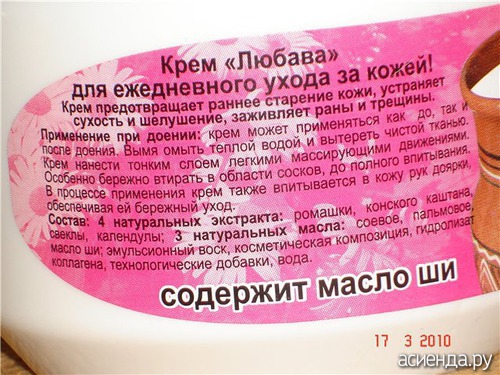 Крем «Любава»
для ежедневного ухода за кожей!
Крем предотвращает раннее старение кожи, устраняет
сухость и шелушение, заживляет раны и трещины.
Применение при доении: крем может применяться как до, так и
после доения. Вымя омыть теплой водой и вытереть чистой тканью.
Крем нанести тонким слоем легкими массирующими движениями.
Особенно бережно втирать в области сосков, до полного впитывания.
В процессе применения крем также впитывается в кожу рук доярки,
обеспечивая ей бережный уход.
Состав: 4 натуральных экстракта: ромашки, конского каштана,
свеклы, календулы; 3 натуральных масла: соевое, пальмовое,
масло ши; эмульсионный воск, косметическая композиция, гидролизат
коллагена, технологические добавки, вода.
содержит масло ши
17 3 2010
асиенда.ру